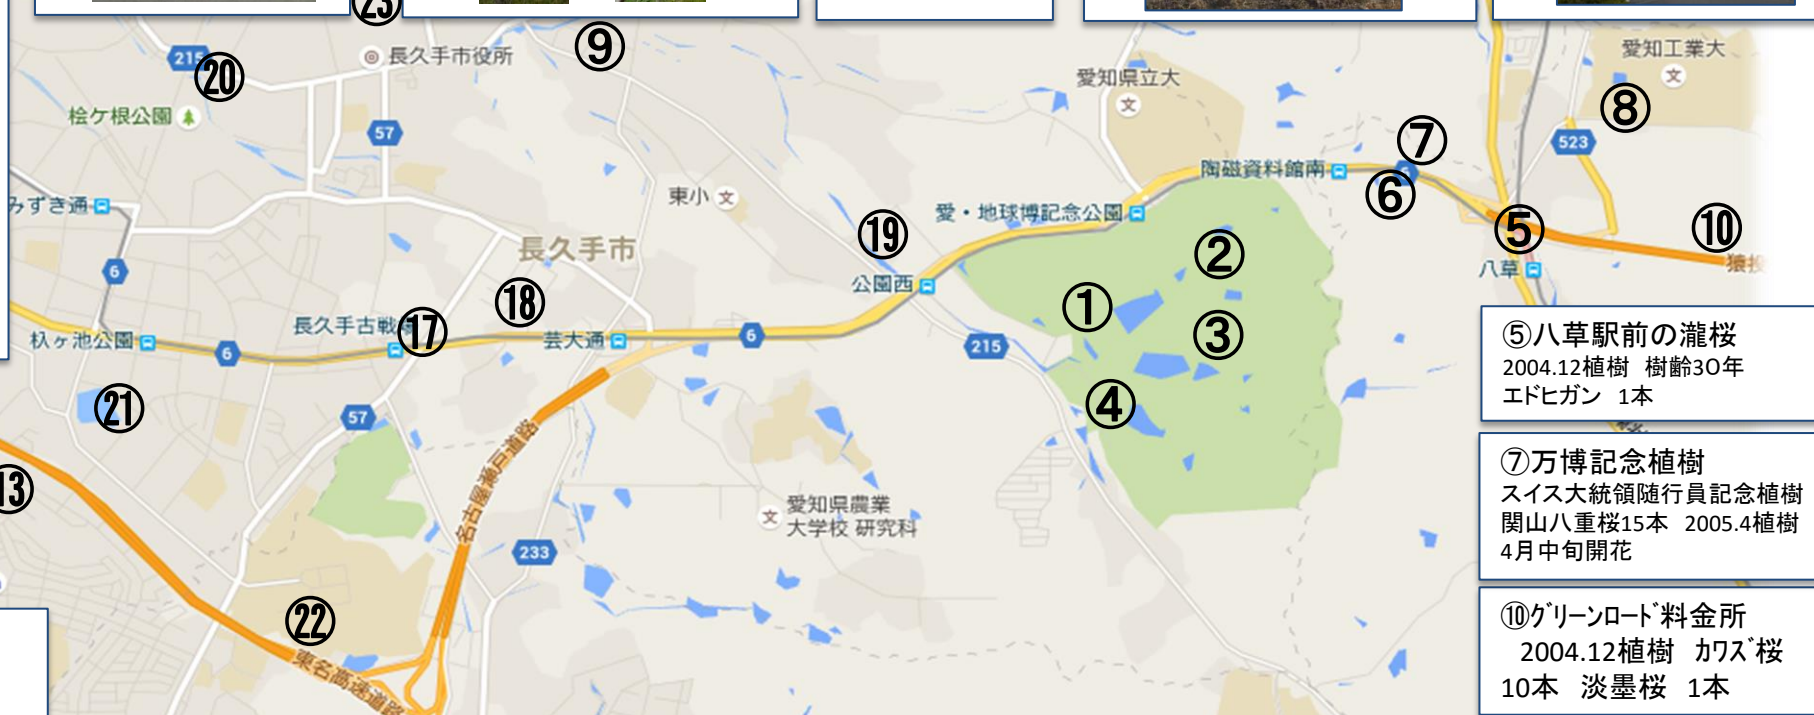 ㉓
⑨
215
⑳
長久手市役所
愛知県立大
愛知工業大
文
文
⑧
桧ケ根公園
57
⑦
523
陶磁資料館南
6
⑥
みずき通
東小 文
愛・地球博記念公園
⑲
⑤
⑩
長久手市
②
八草
猿投
6
公園西
⑱
①
長久手古戦場
⑰
杁ヶ池公園
6
芸大通
6
215
③
㉑
57
④
名古屋瀬戸道路
⑬
文
愛知県農業
大学校 研究科
233
㉒
東名高速道路
⑤八草駅前の瀧桜
2004.12植樹 樹齢30年
エドヒガン 1本
⑦万博記念植樹
スイス大統領随行員記念植樹
関山八重桜15本 2005.4植樹
4月中旬開花
⑩グリーンロード料金所
2004.12植樹 カワズ桜
10本 淡墨桜 1本